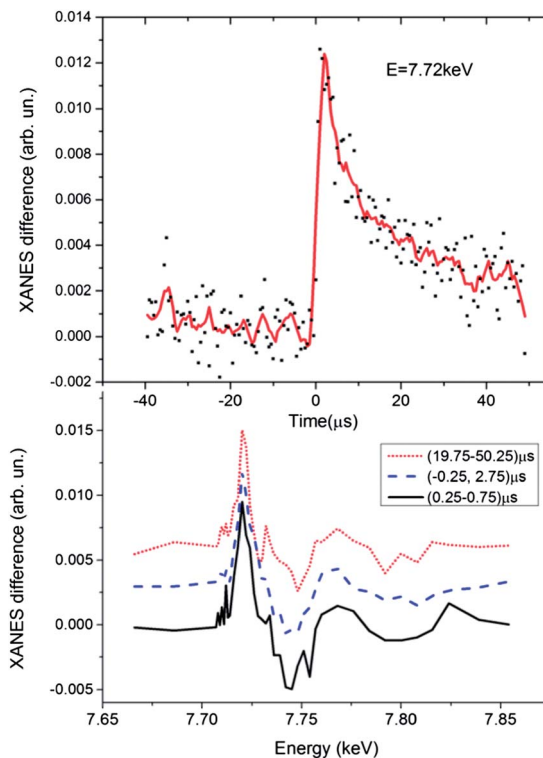 0.014
0.012
0.010
0.008
0.006
0.004
0.002
0.000
-0.002
XANES difference (arb. un.)
E=7.72keV
-40 -20 0 20 40
Time(μs)
0.015
0.010
0.005
0.000
-0.005
XANES difference (arb. un.)
(19.75-50.25)μs
(-0.25, 2.75)μs
(0.25-0.75)μs
7.65 7.70 7.75 7.80 7.85
Energy (keV)